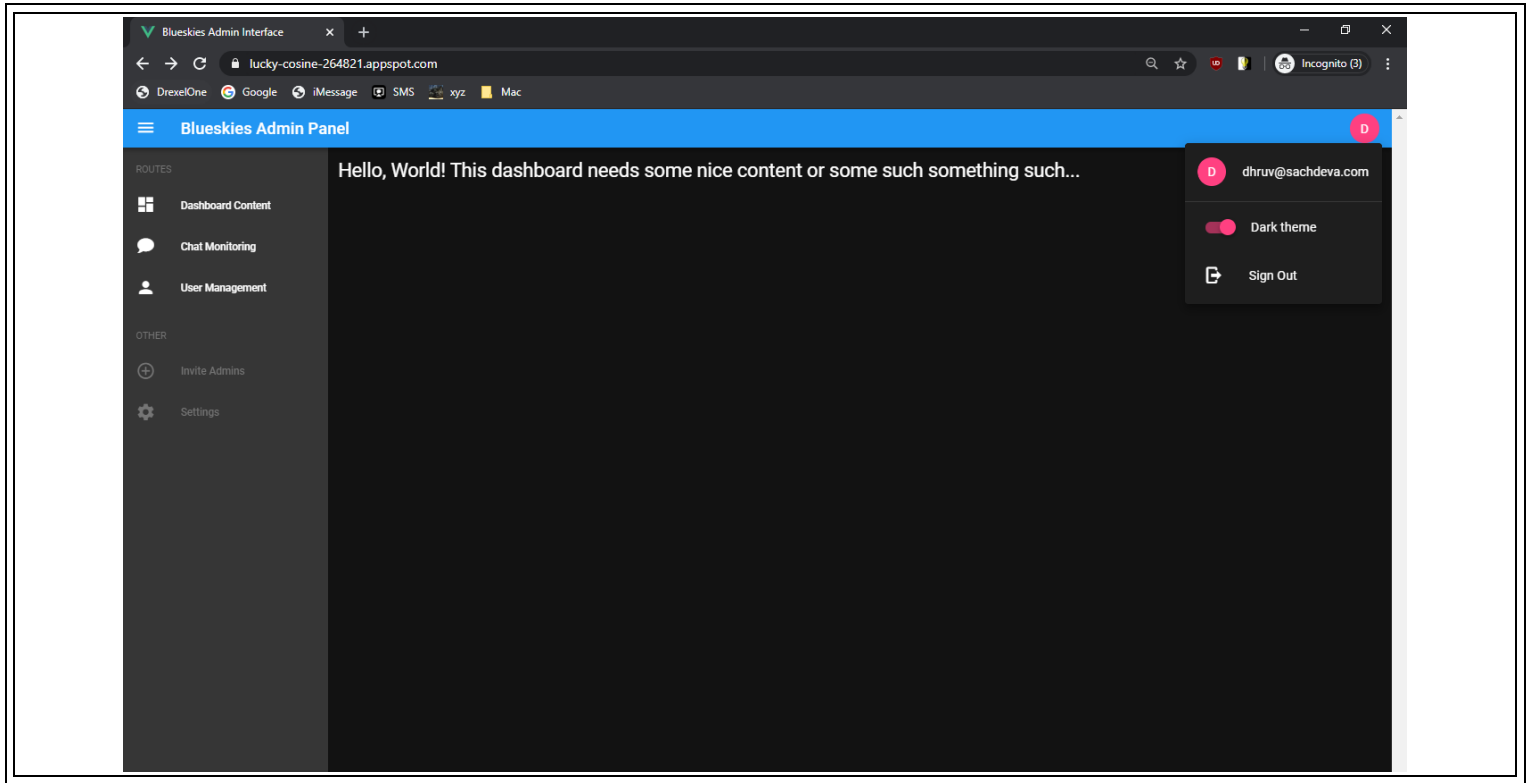 Blueskies Admin Interface
lucky-cosine-264821.appspot.com
Incognito (3)
DrexelOne Google iMessage SMS xyz Mac
Blueskies Admin Panel
D
ROUTES
Dashboard Content
Chat Monitoring
User Management
OTHER
Invite Admins
Settings
Hello, World! This dashboard needs some nice content or some such something such...
D dhruv@sachdeva.com
Dark theme
Sign Out